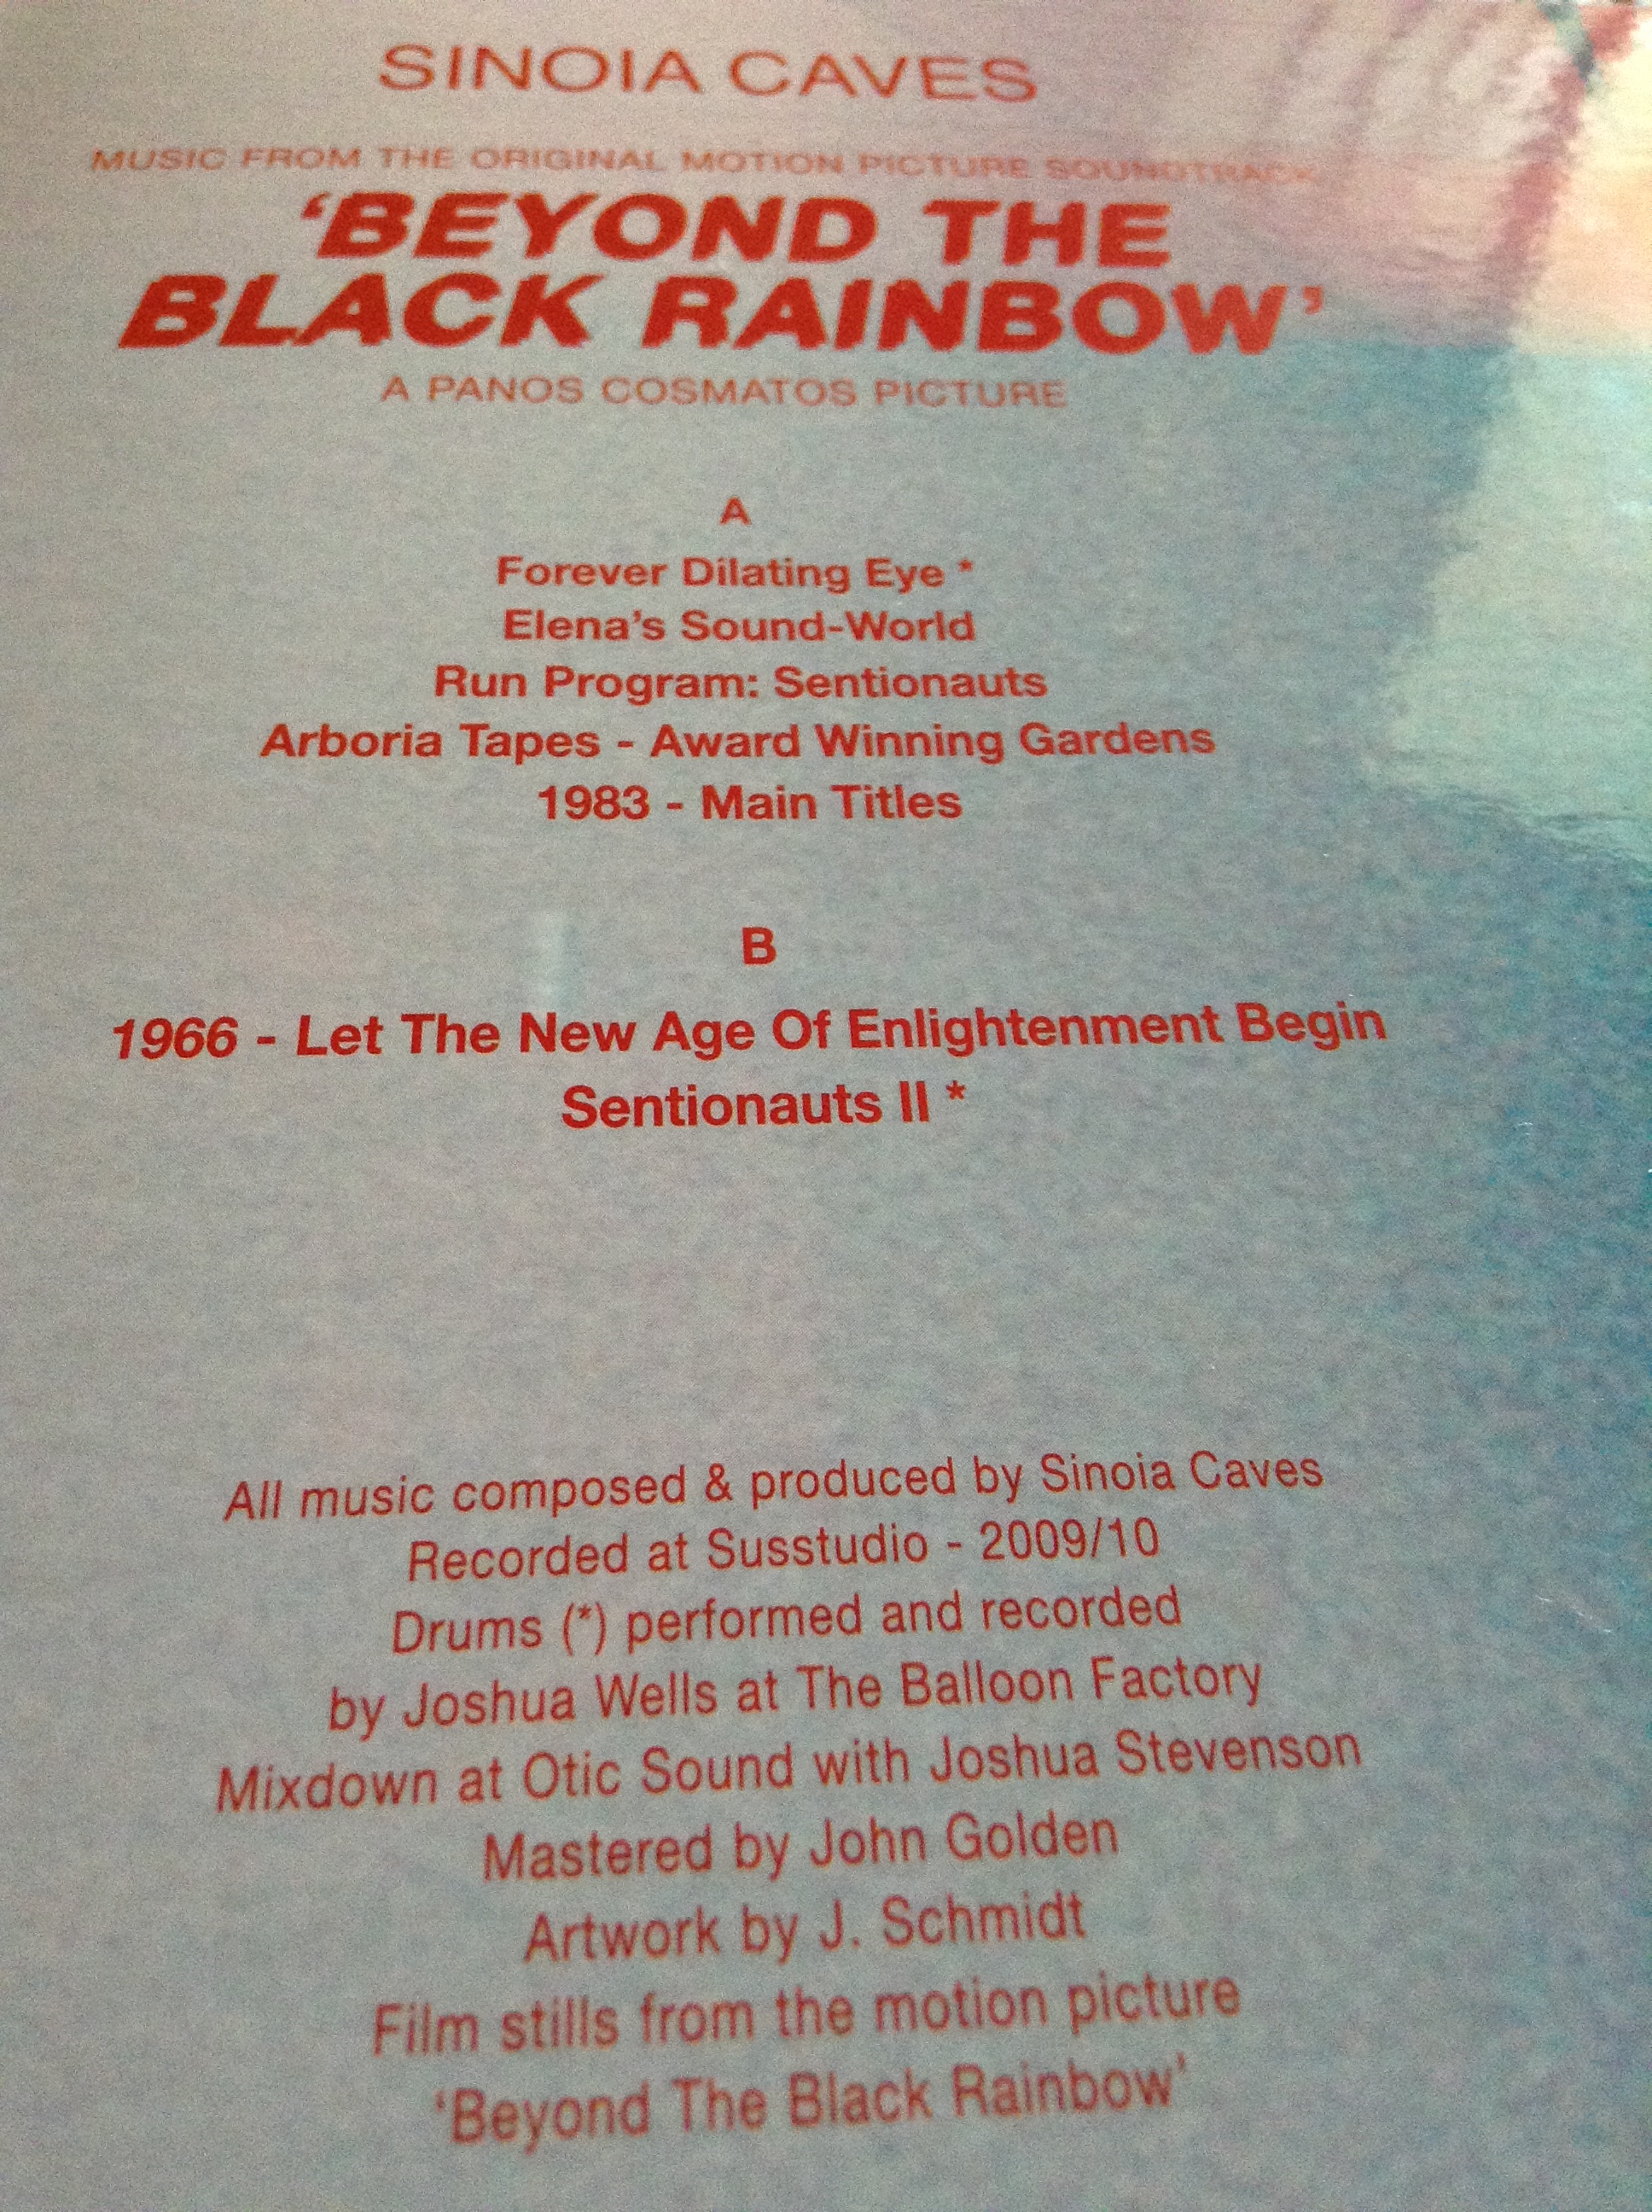 SINOIA CAVES
MUSIC FROM THE ORIGINAL MOTION PICTURE SOUNDTRACK
‘BEYOND THE
BLACK RAINBOW’
A PANOS COSMATOS PICTURE
A
Forever Dilating Eye *
Elena’s Sound-World
Run Program: Sentionauts
Arboria Tapes - Award Winning Gardens
1983 - Main Titles
B
1966 - Let The New Age Of Enlightenment Begin
Sentionauts II *
All music composed & produced by Sinoia Caves
Recorded at Susstudio - 2009/10
Drums (*) performed and recorded
by Joshua Wells at The Balloon Factory
Mixdown at Otic Sound with Joshua Stevenson
Mastered by John Golden
Artwork by J. Schmidt
Film stills from the motion picture
‘Beyond The Black Rainbow’